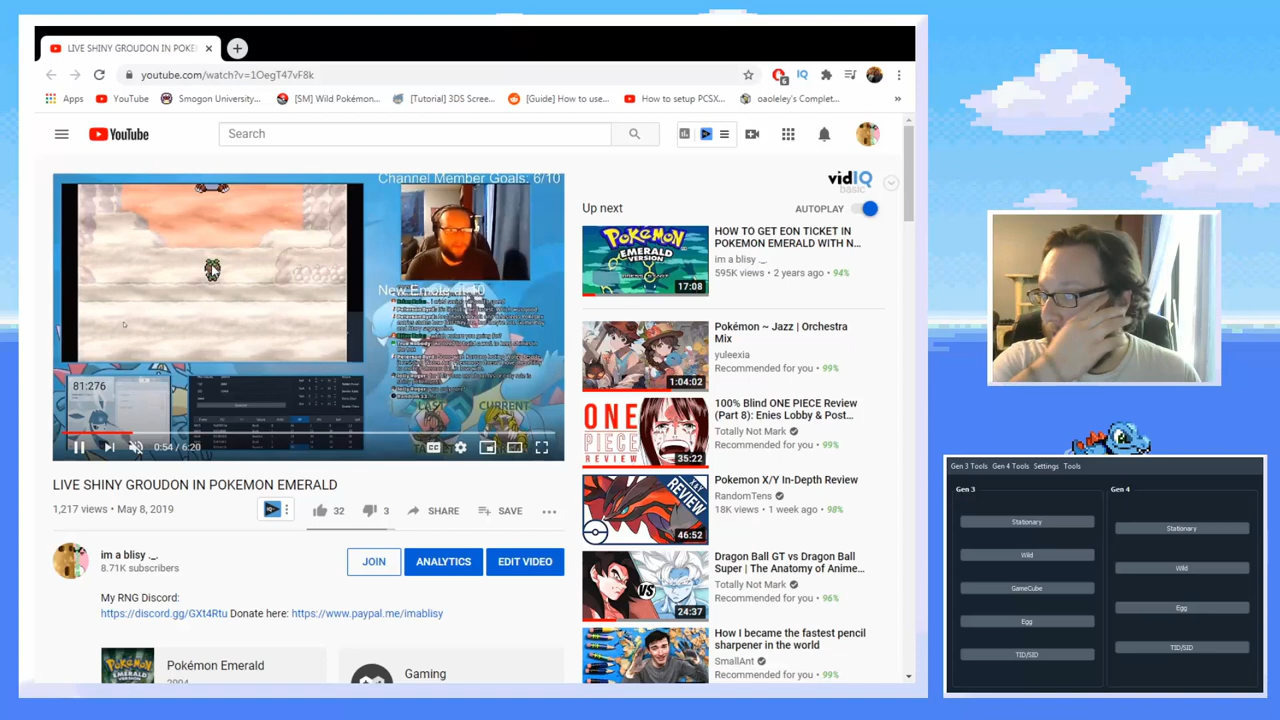 LIVE SHINY GROUDON IN POKE
youtube.com/watch?v=1OegT47vF8k
Apps
YouTube
Smogon University...
[SM] Wild Pokémon...
[Tutorial] 3DS Scree...
[Guide] How to use...
How to setup PCSX...
oaoleley's Complet...
YouTube
Search
Channel Member Goals: 6/10
New Emote at 10
LAST
CURRENT
81:276
0:54 / 6:20
LIVE SHINY GROUDON IN POKEMON EMERALD
1,217 views • May 8, 2019
32
3
SHARE
SAVE
im a blisy ._.
8.71K subscribers
JOIN
ANALYTICS
EDIT VIDEO
My RNG Discord:
https://discord.gg/GXt4Rtu Donate here: https://www.paypal.me/imablisy
Pokémon Emerald
2004
Gaming
vidIQ
basic
Up next
AUTOPLAY
POKéMON
EMERALD
VERSION
17:08
HOW TO GET EON TICKET IN
POKEMON EMERALD WITH N...
im a blisy ._.
595K views • 2 years ago • 94%
1:04:02
Pokémon ~ Jazz | Orchestra
Mix
yuleexia
Recommended for you • 99%
ONE
PIECE
REVIEW
35:22
100% Blind ONE PIECE Review
(Part 8): Enies Lobby & Post...
Totally Not Mark
Recommended for you • 99%
REVIEW
46:52
Pokemon X/Y In-Depth Review
RandomTens
18K views • 1 week ago • 98%
VS
24:37
Dragon Ball GT vs Dragon Ball
Super | The Anatomy of Anime...
Totally Not Mark
Recommended for you • 96%
How I became the fastest pencil
sharpener in the world
SmallAnt
Recommended for you • 99%
Gen 3 Tools Gen 4 Tools Settings Tools
Gen 3
Stationary
Wild
GameCube
Egg
TID/SID
Gen 4
Stationary
Wild
Egg
TID/SID